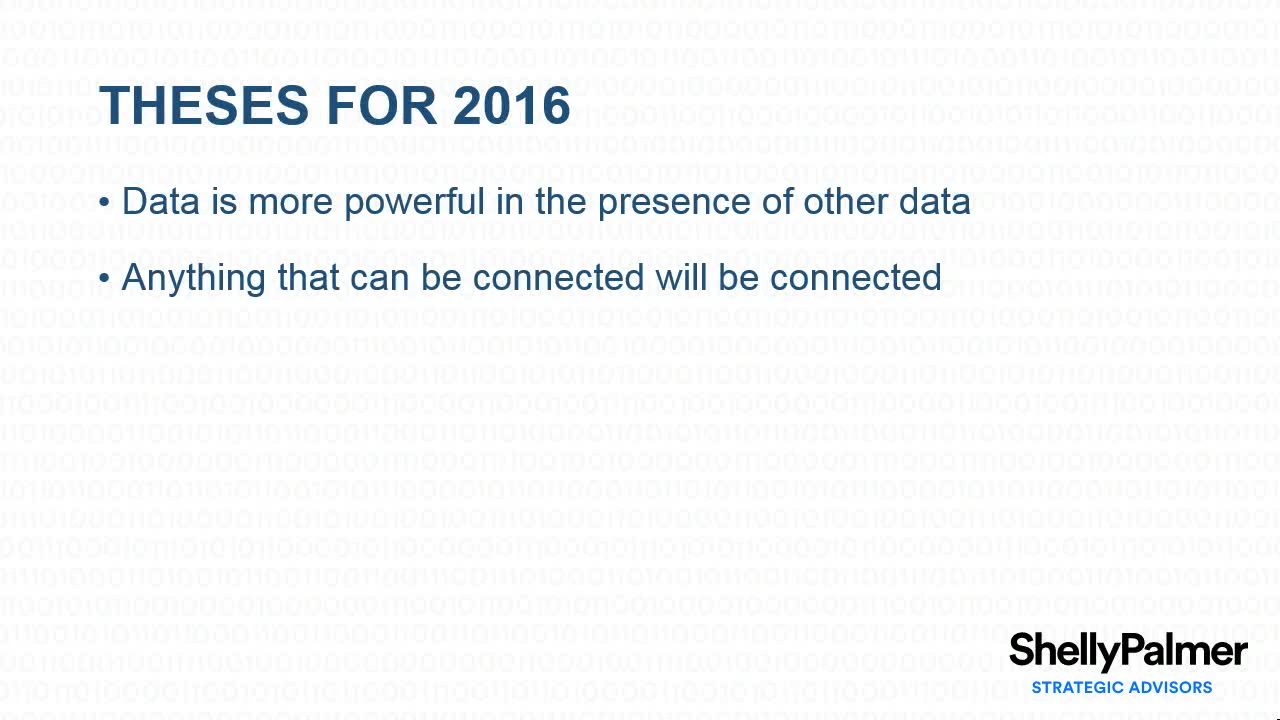 THESES FOR 2016
• Data is more powerful in the presence of other data
• Anything that can be connected will be connected
ShellyPalmer
STRATEGIC ADVISORS